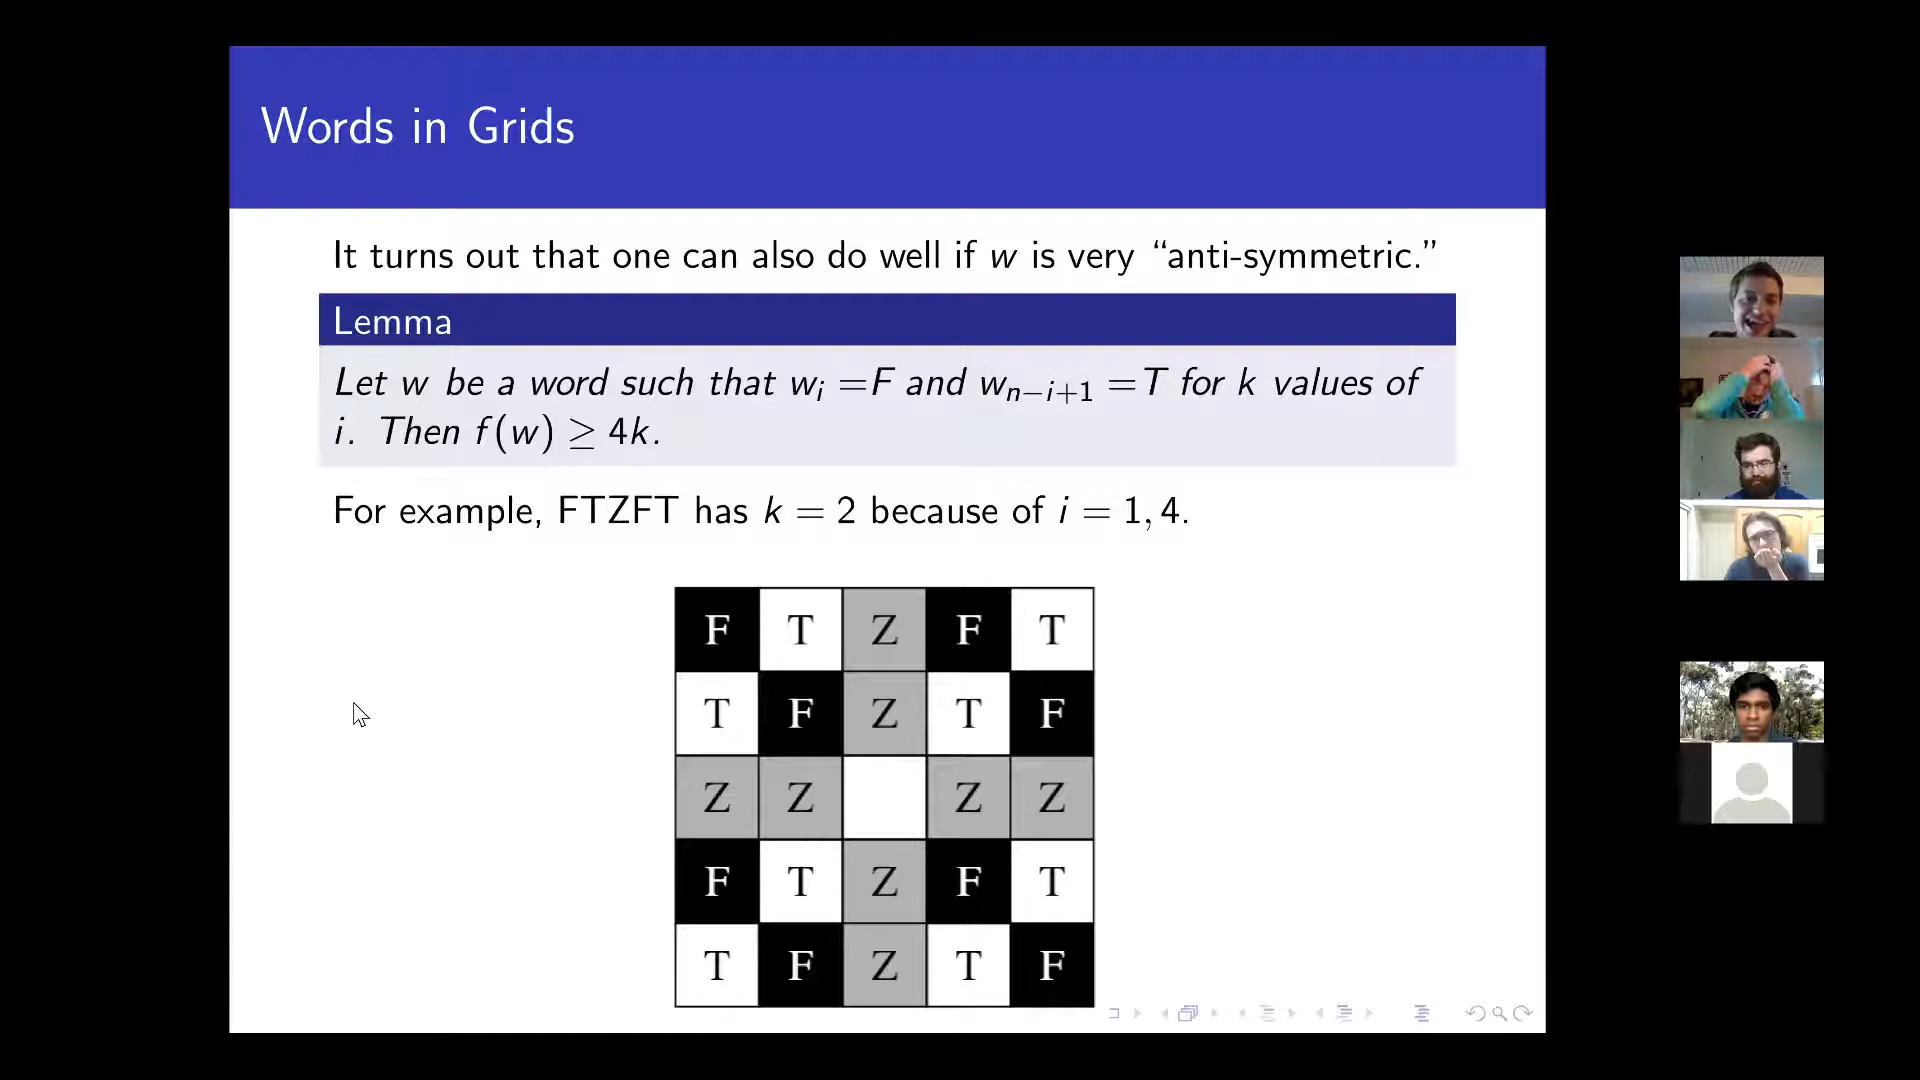 Words in Grids
It turns out that one can also do well if w is very “anti-symmetric.”
Lemma
Let w be a word such that wᵢ =F and wₙ₋ᵢ₊₁ =T for k values of
i. Then f(w) ≥ 4k.
For example, FTZFT has k = 2 because of i = 1, 4.
F T Z F T
T F Z T F
Z Z Z Z
F T Z F T
T F Z T F